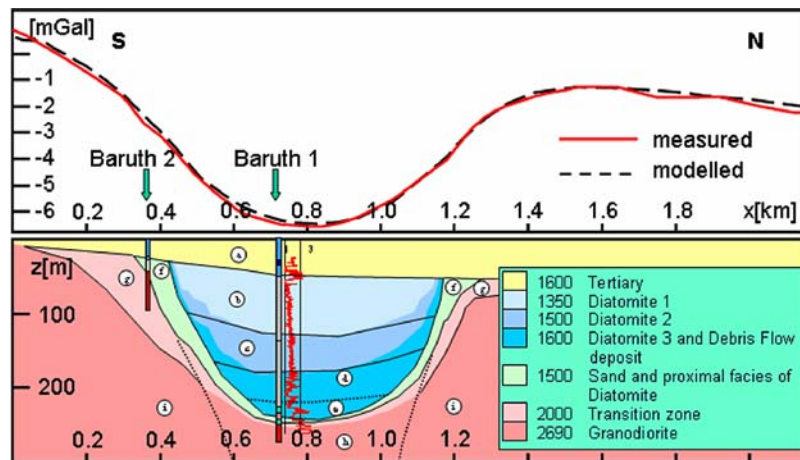 [mGal]
S
N
-1
-2
-3
-4
-5
-6
Baruth 2
Baruth 1
measured
modelled
0.2 0.4 0.6 0.8 1.0 1.2 1.4 1.6 1.8 x[km]
z[m]
100
200
a
f
g
b
f
g
c
d
e
i
i
h
3
0.2 0.4 0.6 0.8 1.0 1.2
1600 Tertiary
1350 Diatomite 1
1500 Diatomite 2
1600 Diatomite 3 and Debris Flow
deposit
1500 Sand and proximal facies of
Diatomite
2000 Transition zone
2690 Granodiorite